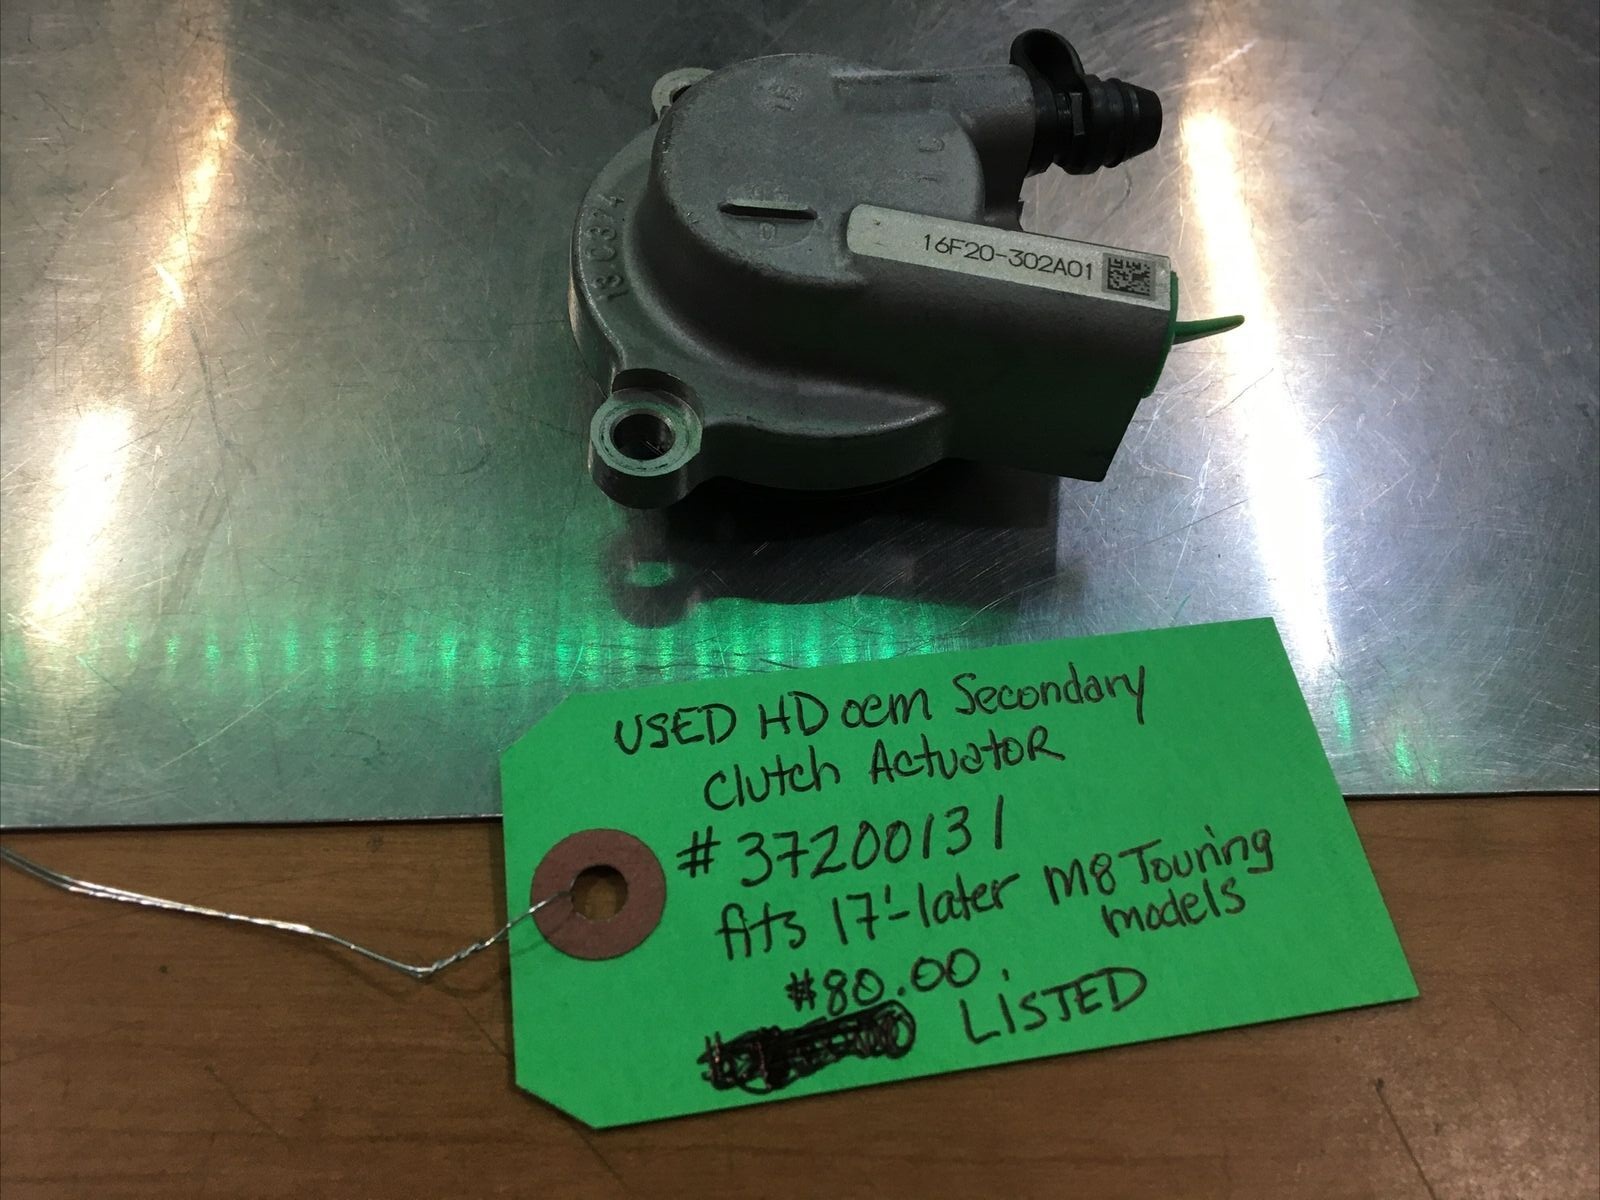 16F20-302A01
USED HD oem Secondary
Clutch Actuator
#37200131
fits 17'-later M8 Touring
models
#80.00.
LISTED